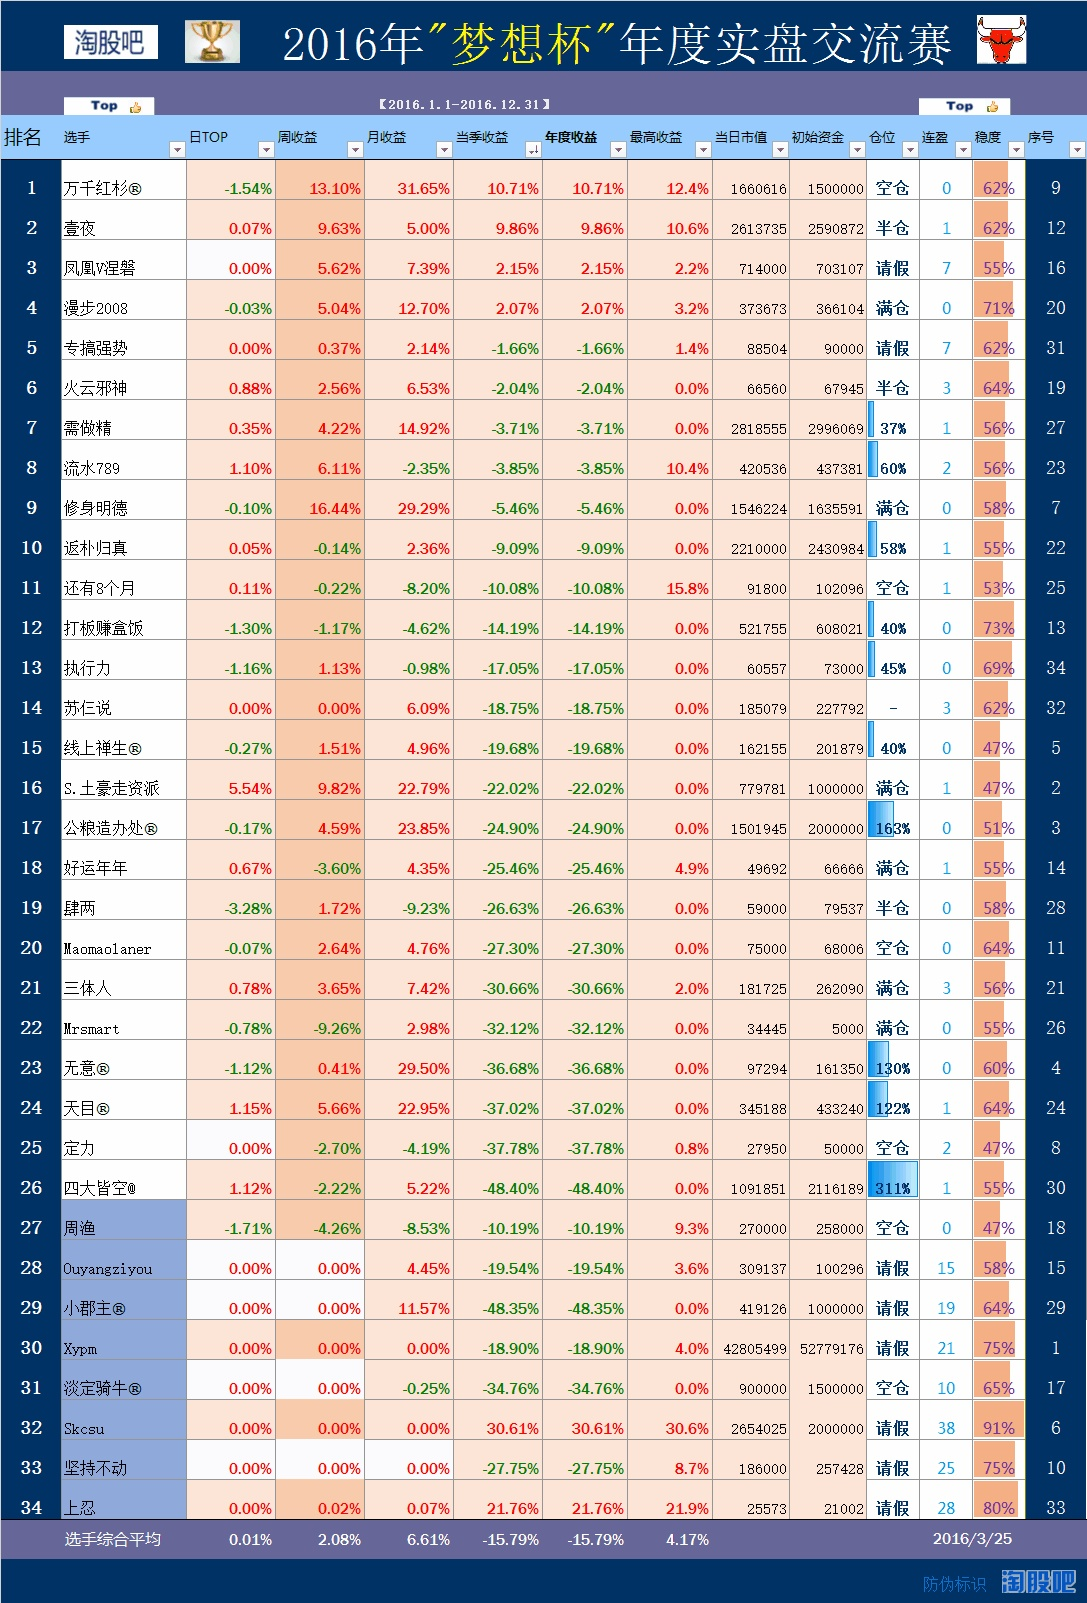 淘股吧 2016年"梦想杯"年度实盘交流赛
【2016.1.1-2016.12.31】
Top Top
排名 选手 日TOP 周收益 月收益 当季收益 年度收益 最高收益 当日市值 初始资金 仓位 连盈 稳度 序号
1 万千红杉® -1.54% 13.10% 31.65% 10.71% 10.71% 12.4% 1660616 1500000 空仓 0 62% 9
2 壹夜 0.07% 9.63% 5.00% 9.86% 9.86% 10.6% 2613735 2590872 半仓 1 62% 12
3 凤凰V涅磐 0.00% 5.62% 7.39% 2.15% 2.15% 2.2% 714000 703107 请假 7 55% 16
4 漫步2008 -0.03% 5.04% 12.70% 2.07% 2.07% 3.2% 373673 366104 满仓 0 71% 20
5 专搞强势 0.00% 0.37% 2.14% -1.66% -1.66% 1.4% 88504 90000 请假 7 62% 31
6 火云邪神 0.88% 2.56% 6.53% -2.04% -2.04% 0.0% 66560 67945 半仓 3 64% 19
7 需做精 0.35% 4.22% 14.92% -3.71% -3.71% 0.0% 2818555 2996069 37% 1 56% 27
8 流水789 1.10% 6.11% -2.35% -3.85% -3.85% 10.4% 420536 437381 60% 2 56% 23
9 修身明德 -0.10% 16.44% 29.29% -5.46% -5.46% 0.0% 1546224 1635591 满仓 0 58% 7
10 返朴归真 0.05% -0.14% 2.36% -9.09% -9.09% 0.0% 2210000 2430984 58% 1 55% 22
11 还有8个月 0.11% -0.22% -8.20% -10.08% -10.08% 15.8% 91800 102096 空仓 1 53% 25
12 打板赚盒饭 -1.30% -1.17% -4.62% -14.19% -14.19% 0.0% 521755 608021 40% 0 73% 13
13 执行力 -1.16% 1.13% -0.98% -17.05% -17.05% 0.0% 60557 73000 45% 0 69% 34
14 苏仨说 0.00% 0.00% 6.09% -18.75% -18.75% 0.0% 185079 227792 - 3 62% 32
15 线上禅生® -0.27% 1.51% 4.96% -19.68% -19.68% 0.0% 162155 201879 40% 0 47% 5
16 S.土豪走资派 5.54% 9.82% 22.79% -22.02% -22.02% 0.0% 779781 1000000 满仓 1 47% 2
17 公粮造办处® -0.17% 4.59% 23.85% -24.90% -24.90% 0.0% 1501945 2000000 163% 0 51% 3
18 好运年年 0.67% -3.60% 4.35% -25.46% -25.46% 4.9% 49692 66666 满仓 1 55% 14
19 肆两 -3.28% 1.72% -9.23% -26.63% -26.63% 0.0% 59000 79537 半仓 0 58% 28
20 Maomaolaner -0.07% 2.64% 4.76% -27.30% -27.30% 0.0% 75000 68006 空仓 0 64% 11
21 三体人 0.78% 3.65% 7.42% -30.66% -30.66% 2.0% 181725 262090 满仓 3 56% 21
22 Mrsmart -0.78% -9.26% 2.98% -32.12% -32.12% 0.0% 34445 5000 满仓 0 55% 26
23 无意® -1.12% 0.41% 29.50% -36.68% -36.68% 0.0% 97294 161350 130% 0 60% 4
24 天目® 1.15% 5.66% 22.95% -37.02% -37.02% 0.0% 345188 433240 122% 1 64% 24
25 定力 0.00% -2.70% -4.19% -37.78% -37.78% 0.8% 27950 50000 空仓 2 47% 8
26 四大皆空@ 1.12% -2.22% 5.22% -48.40% -48.40% 0.0% 1091851 2116189 311% 1 55% 30
27 周渔 -1.71% -4.26% -8.53% -10.19% -10.19% 9.3% 270000 258000 空仓 0 47% 18
28 Ouyangziyou 0.00% 0.00% 4.45% -19.54% -19.54% 3.6% 309137 100296 请假 15 58% 15
29 小郡主® 0.00% 0.00% 11.57% -48.35% -48.35% 0.0% 419126 1000000 请假 19 64% 29
30 Xypm 0.00% 0.00% 0.00% -18.90% -18.90% 4.0% 42805499 52779176 请假 21 75% 1
31 淡定骑牛® 0.00% 0.00% -0.25% -34.76% -34.76% 0.0% 900000 1500000 空仓 10 65% 17
32 Skcsu 0.00% 0.00% 0.00% 30.61% 30.61% 30.6% 2654025 2000000 请假 38 91% 6
33 坚持不动 0.00% 0.00% 0.00% -27.75% -27.75% 8.7% 186000 257428 请假 25 75% 10
34 上忍 0.00% 0.02% 0.07% 21.76% 21.76% 21.9% 25573 21002 请假 28 80% 33
选手综合平均 0.01% 2.08% 6.61% -15.79% -15.79% 4.17% 2016/3/25
防伪标识 淘股吧